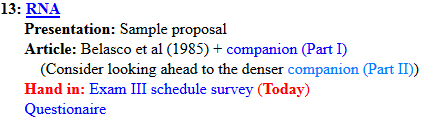 13: RNA
Presentation: Sample proposal
Article: Belasco et al (1985) + companion (Part I)
(Consider looking ahead to the denser companion (Part II))
Hand in: Exam III schedule survey (Today)
Questionaire